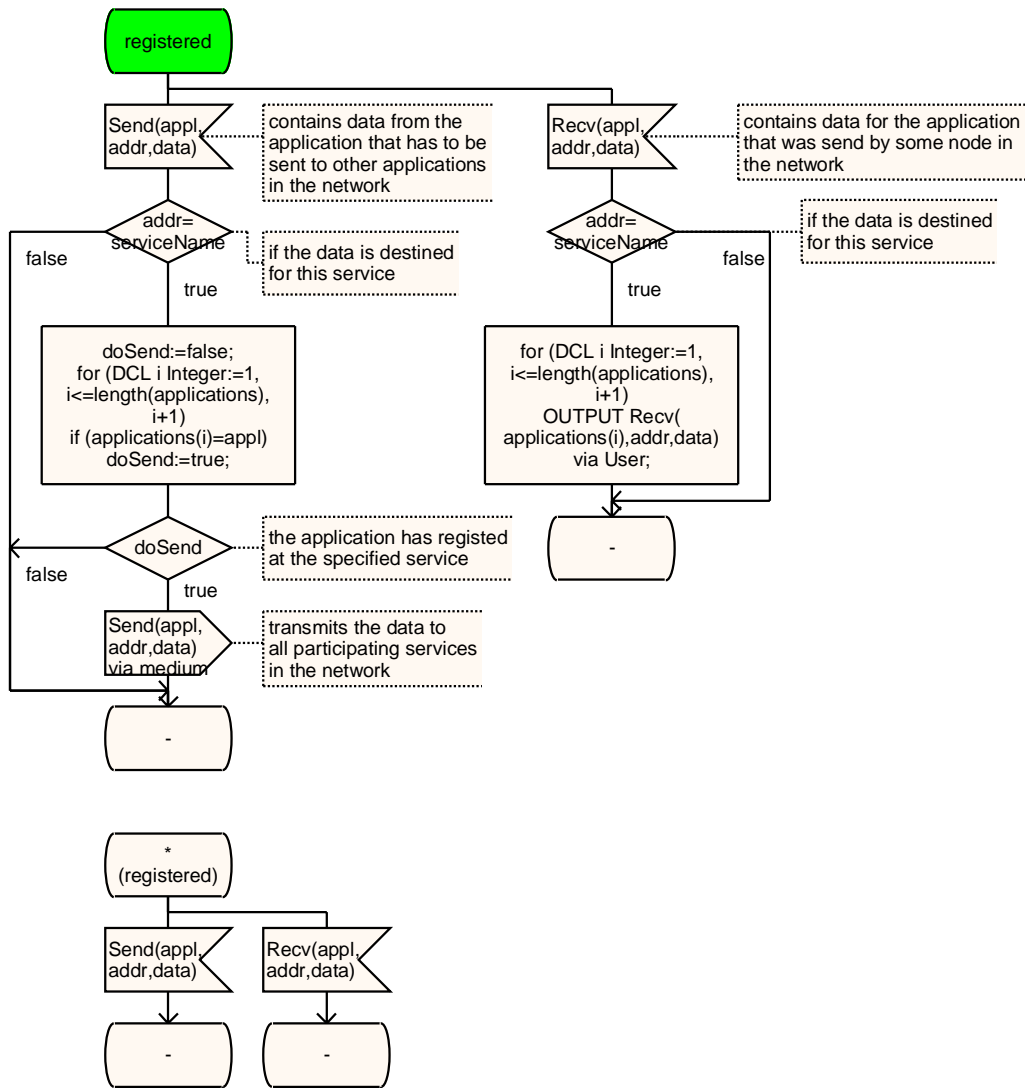 registered
Send(appl,
addr,data)
contains data from the
application that has to be
sent to other applications
in the network
Recv(appl,
addr,data)
contains data for the application
that was send by some node in
the network
addr=
serviceName
false
true
if the data is destined
for this service
addr=
serviceName
false
true
if the data is destined
for this service
doSend:=false;
for (DCL i Integer:=1,
i<=length(applications),
i+1)
if (applications(i)=appl)
doSend:=true;
for (DCL i Integer:=1,
i<=length(applications),
i+1)
OUTPUT Recv(
applications(i),addr,data)
via User;
-
doSend
false
true
the application has registed
at the specified service
Send(appl,
addr,data)
via medium
transmits the data to
all participating services
in the network
-
*
(registered)
Send(appl,
addr,data)
Recv(appl,
addr,data)
-
-